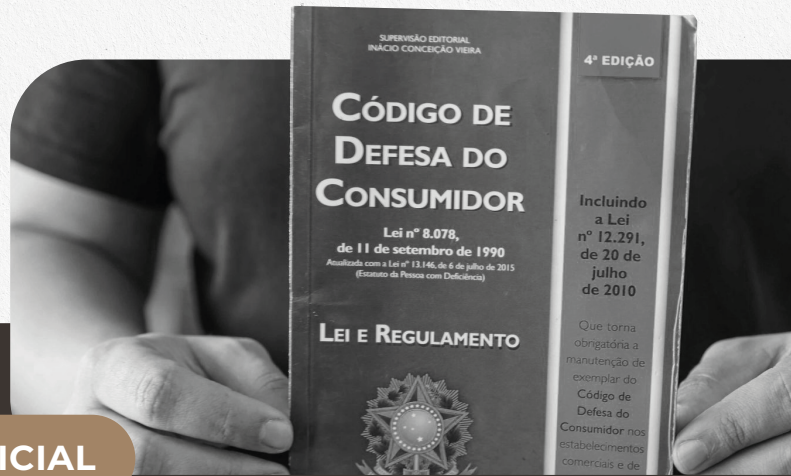 SUPERVISÃO EDITORIAL
INÁCIO CONCEIÇÃO VIEIRA
CÓDIGO DE
DEFESA DO
CONSUMIDOR
Lei nº 8.078,
de 11 de setembro de 1990
Atualizada com a Lei nº 13.146, de 6 de julho de 2015
(Estatuto da Pessoa com Deficiência)
LEI E REGULAMENTO
4ª EDIÇÃO
Incluindo
a Lei
nº 12.291,
de 20 de
julho
de 2010
Que torna
obrigatória a
manutenção de
exemplar do
Código de
Defesa do
Consumidor nos
estabelecimentos
comerciais e de
ICIAL